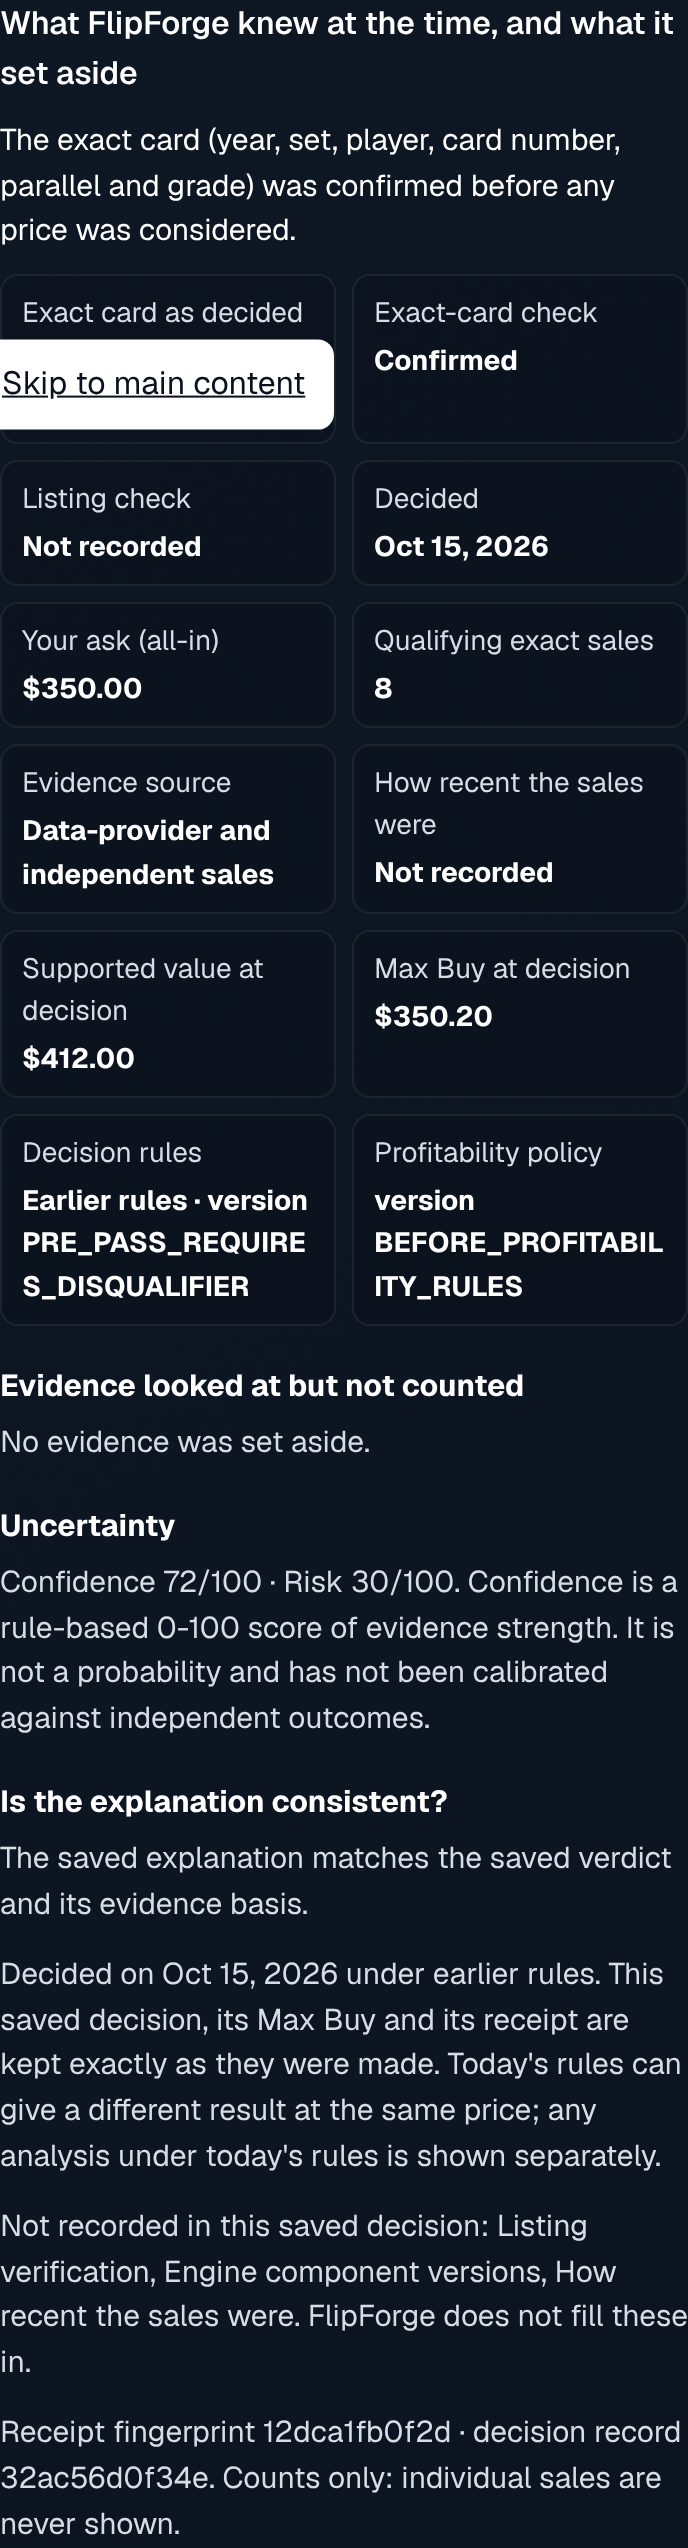 What FlipForge knew at the time, and what it
set aside
The exact card (year, set, player, card number,
parallel and grade) was confirmed before any
price was considered.
Exact card as decided
Skip to main content
Exact-card check
Confirmed
Listing check
Not recorded
Decided
Oct 15, 2026
Your ask (all-in)
$350.00
Qualifying exact sales
8
Evidence source
Data-provider and
independent sales
How recent the sales
were
Not recorded
Supported value at
decision
$412.00
Max Buy at decision
$350.20
Decision rules
Earlier rules · version
PRE_PASS_REQUIRE
S_DISQUALIFIER
Profitability policy
version
BEFORE_PROFITABIL
ITY_RULES
Evidence looked at but not counted
No evidence was set aside.
Uncertainty
Confidence 72/100 · Risk 30/100. Confidence is a
rule-based 0-100 score of evidence strength. It is
not a probability and has not been calibrated
against independent outcomes.
Is the explanation consistent?
The saved explanation matches the saved verdict
and its evidence basis.
Decided on Oct 15, 2026 under earlier rules. This
saved decision, its Max Buy and its receipt are
kept exactly as they were made. Today's rules can
give a different result at the same price; any
analysis under today's rules is shown separately.
Not recorded in this saved decision: Listing
verification, Engine component versions, How
recent the sales were. FlipForge does not fill these
in.
Receipt fingerprint 12dca1fb0f2d · decision record
32ac56d0f34e. Counts only: individual sales are
never shown.